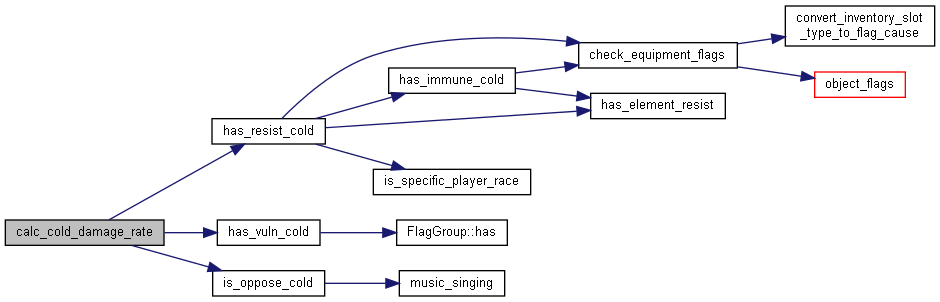 convert_inventory_slot
_type_to_flag_cause
check_equipment_flags
has_immune_cold
object_flags
has_element_resist
has_resist_cold
is_specific_player_race
calc_cold_damage_rate
has_vuln_cold
FlagGroup::has
is_oppose_cold
music_singing